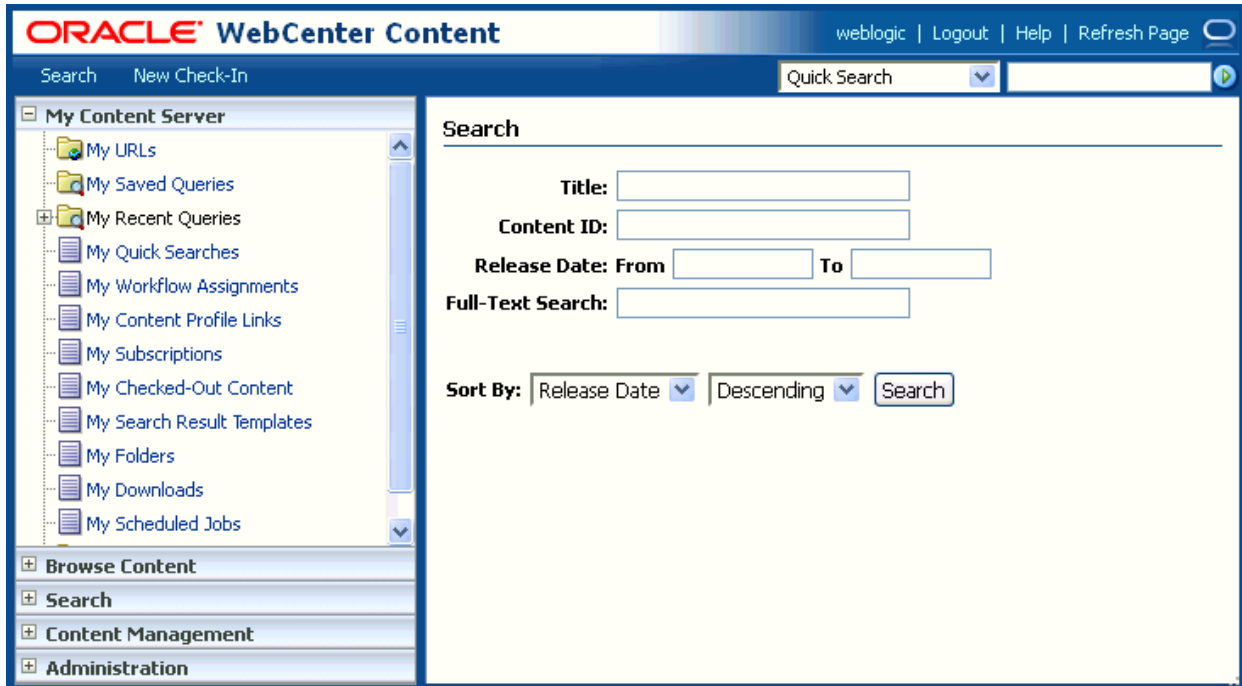 ORACLE WebCenter Content
weblogic | Logout | Help | Refresh Page
Search New Check-In
Quick Search
My Content Server
My URLs
My Saved Queries
My Recent Queries
My Quick Searches
My Workflow Assignments
My Content Profile Links
My Subscriptions
My Checked-Out Content
My Search Result Templates
My Folders
My Downloads
My Scheduled Jobs
Browse Content
Search
Content Management
Administration
Search
Title:
Content ID:
Release Date: From To
Full-Text Search:
Sort By: Release Date Descending Search